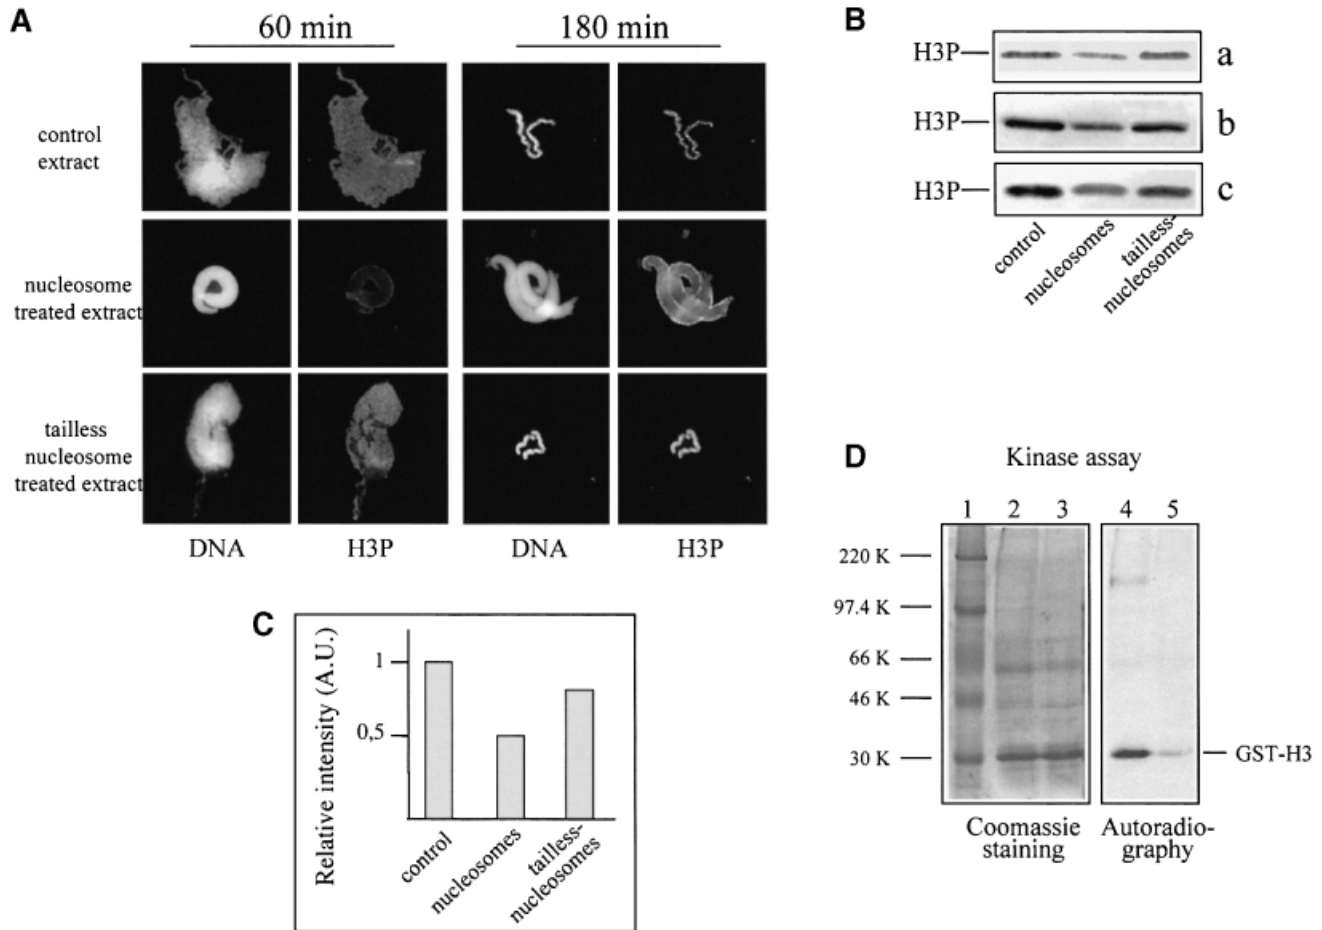 A
60 min
180 min
control
extract
nucleosome
treated extract
tailless
nucleosome
treated extract
DNA
H3P
DNA
H3P
B
H3P
a
H3P
b
H3P
c
control
nucleosomes
tailless-
nucleosomes
C
Relative intensity (A.U.)
1
0,5
control
nucleosomes
tailless-
nucleosomes
D
Kinase assay
1 2 3 4 5
220 K
97.4 K
66 K
46 K
30 K
GST-H3
Coomassie
staining
Autoradio-
graphy